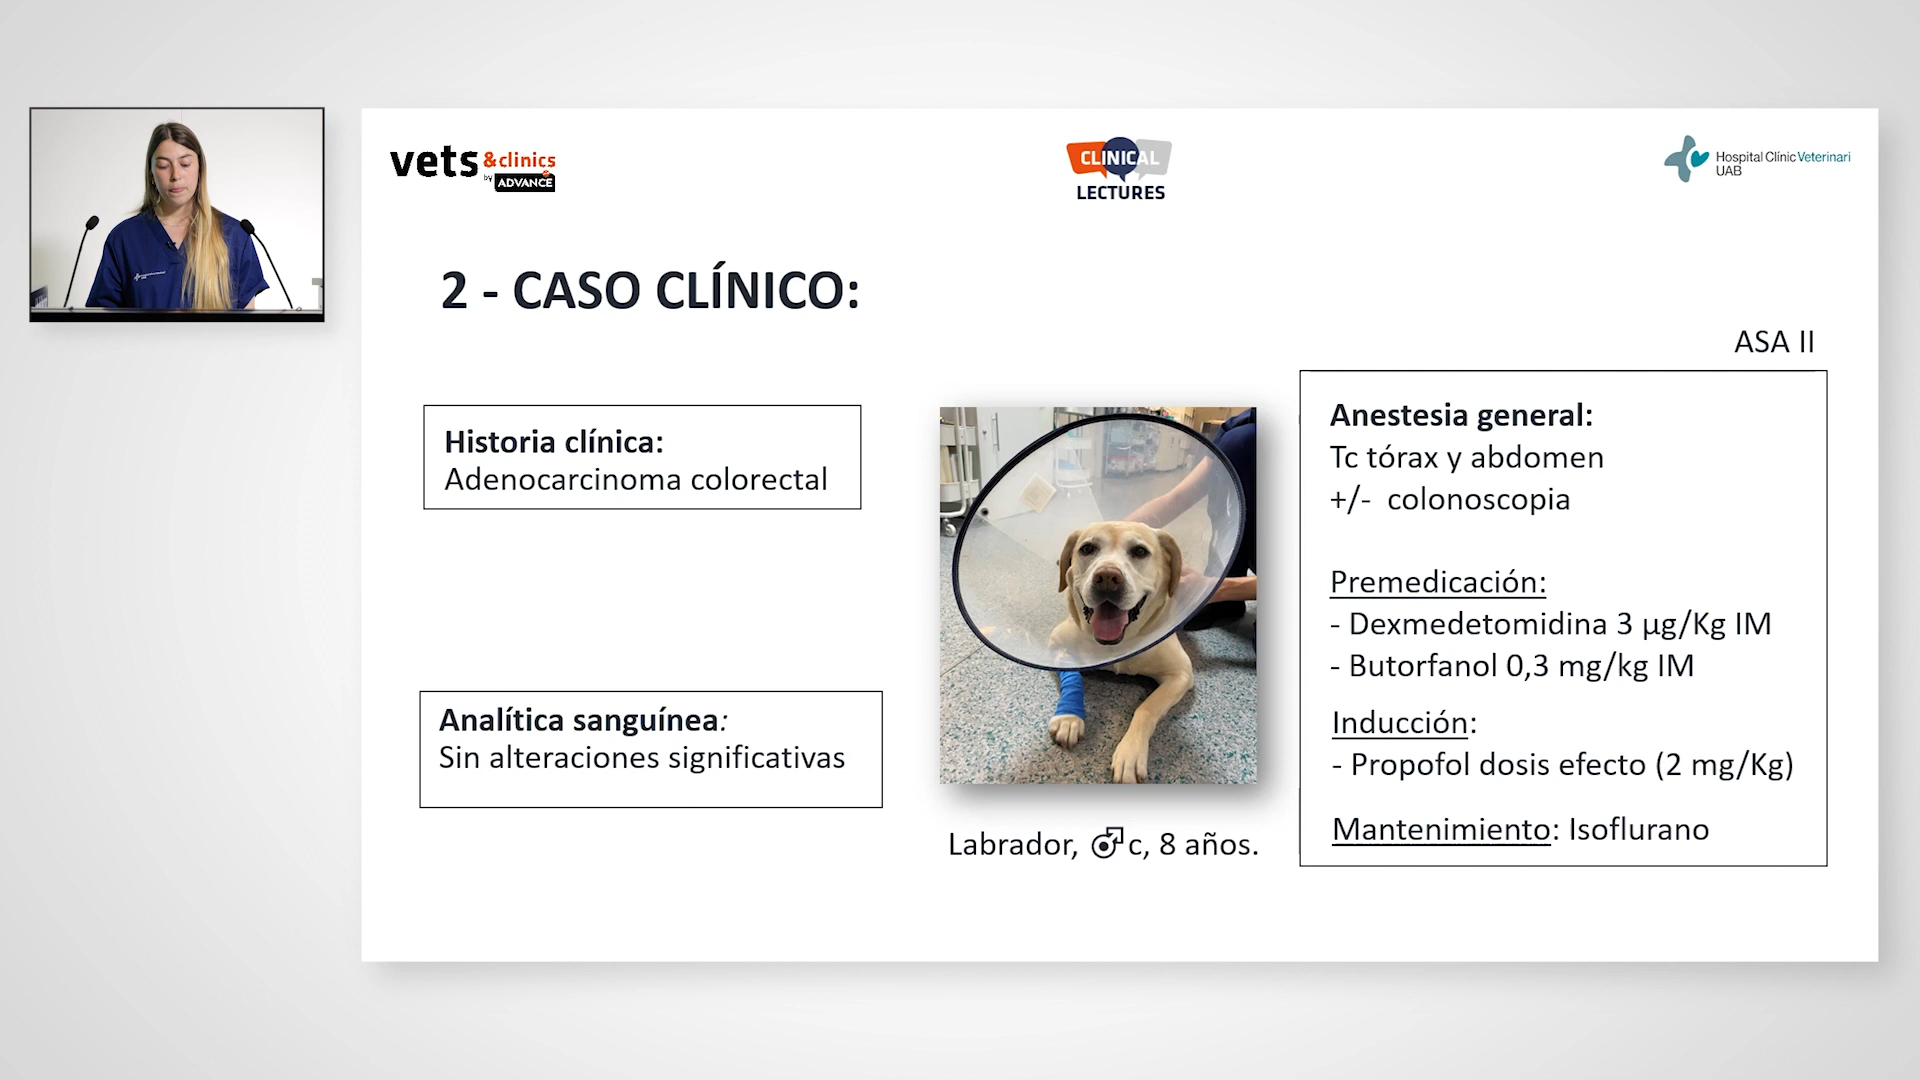 vets &clinics
by ADVANCE
CLINICAL
LECTURES
Hospital Clínic Veterinari
UAB
2 - CASO CLÍNICO:
ASA II
Historia clínica:
Adenocarcinoma colorectal
Analítica sanguínea:
Sin alteraciones significativas
Labrador, ♂c, 8 años.
Anestesia general:
Tc tórax y abdomen
+/- colonoscopia
Premedicación:
- Dexmedetomidina 3 µg/Kg IM
- Butorfanol 0,3 mg/kg IM
Inducción:
- Propofol dosis efecto (2 mg/Kg)
Mantenimiento: Isoflurano